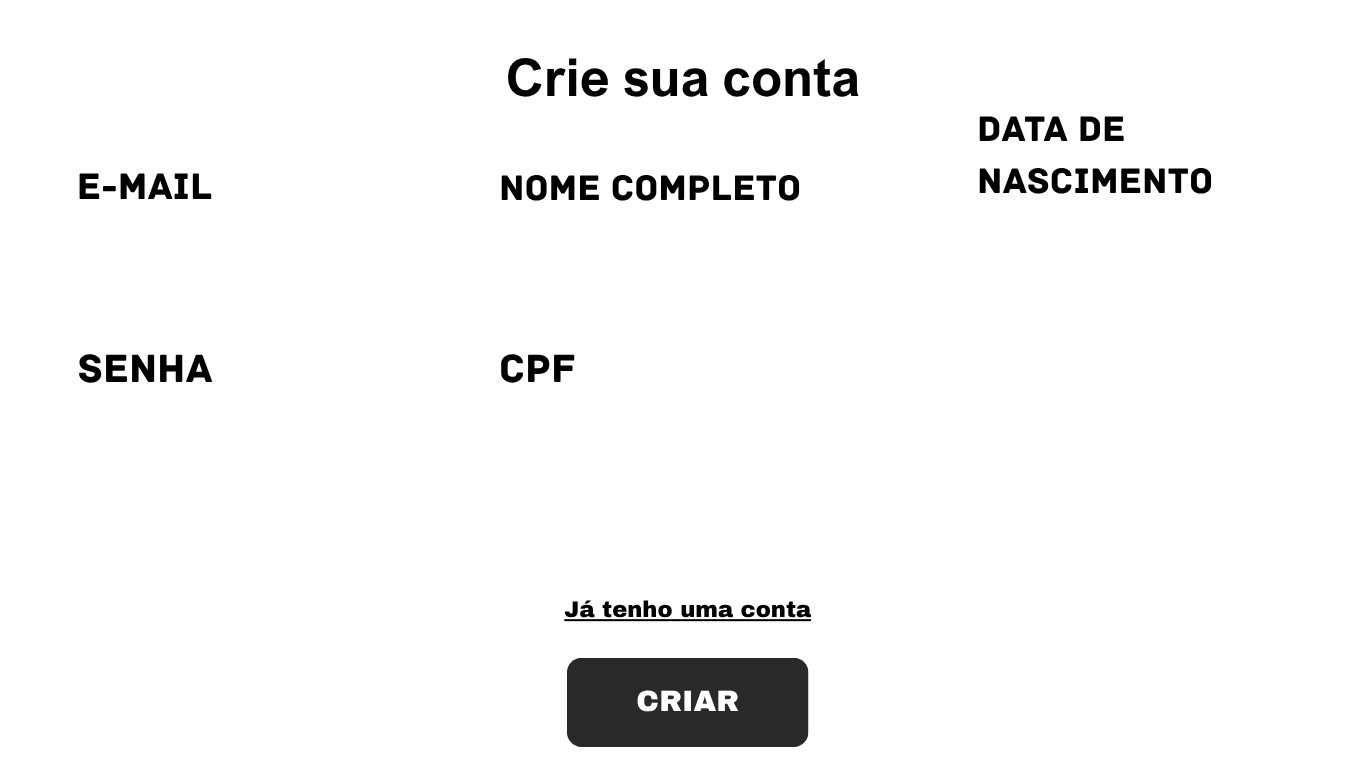 Crie sua conta
E-MAIL
NOME COMPLETO
DATA DE
NASCIMENTO
SENHA
CPF
Já tenho uma conta
CRIAR